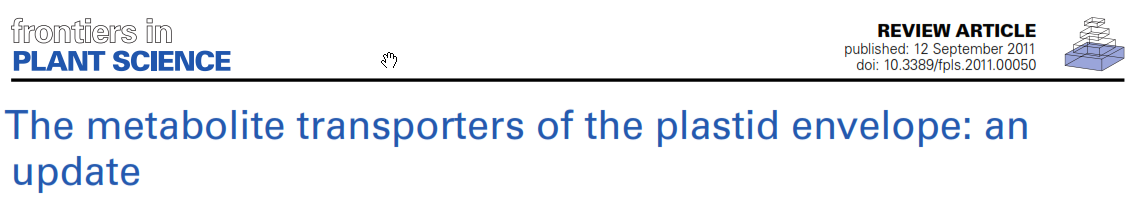 frontiers in
PLANT SCIENCE
REVIEW ARTICLE
published: 12 September 2011
doi: 10.3389/fpls.2011.00050
The metabolite transporters of the plastid envelope: an
update